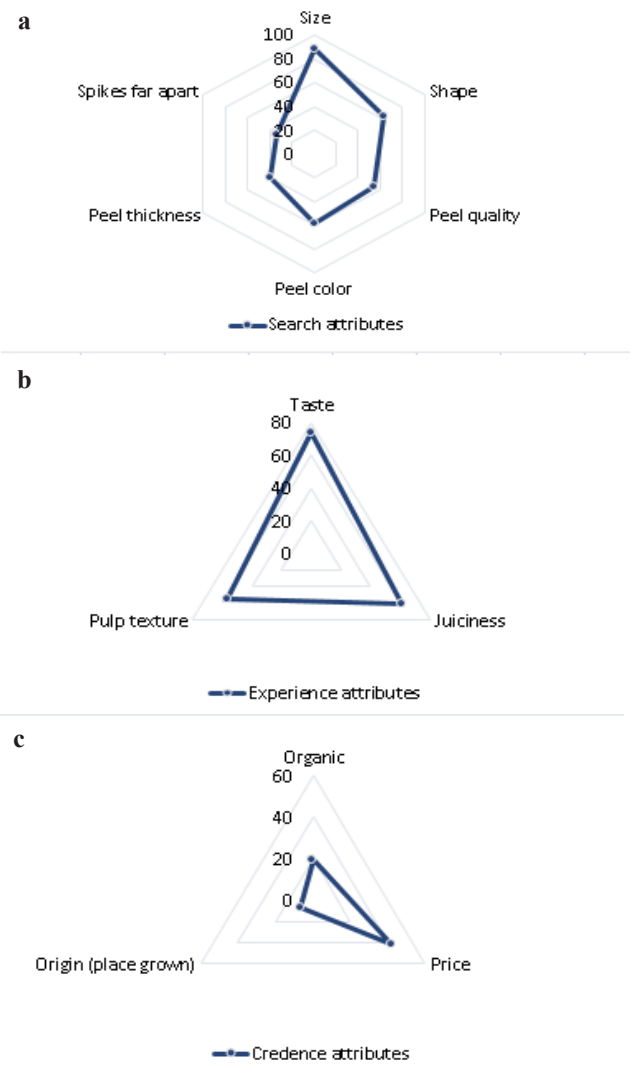 a
Size
100
80
60
40
20
0
Spikes far apart
Shape
Peel thickness
Peel quality
Peel color
Search attributes
b
Taste
80
60
40
20
0
Pulp texture
Juiciness
Experience attributes
c
Organic
60
40
20
0
Origin (place grown)
Price
Credence attributes